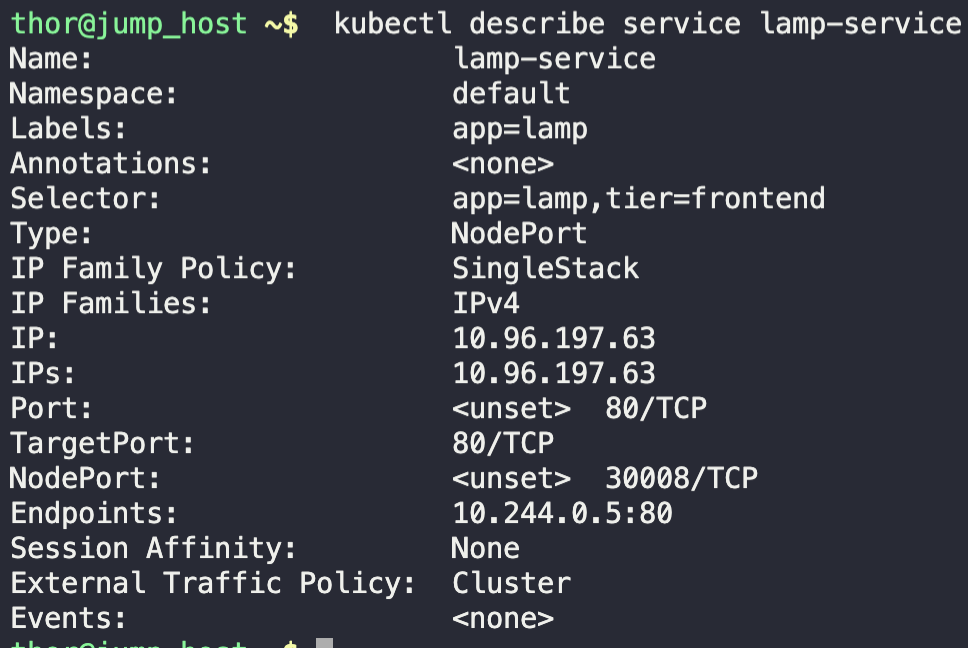 thor@jump_host ~$  kubectl describe service lamp-service
Name:                     lamp-service
Namespace:                default
Labels:                   app=lamp
Annotations:              <none>
Selector:                 app=lamp,tier=frontend
Type:                     NodePort
IP Family Policy:         SingleStack
IP Families:              IPv4
IP:                       10.96.197.63
IPs:                      10.96.197.63
Port:                     <unset>  80/TCP
TargetPort:               80/TCP
NodePort:                 <unset>  30008/TCP
Endpoints:                10.244.0.5:80
Session Affinity:         None
External Traffic Policy:  Cluster
Events:                   <none>
thor@jump_host ~$